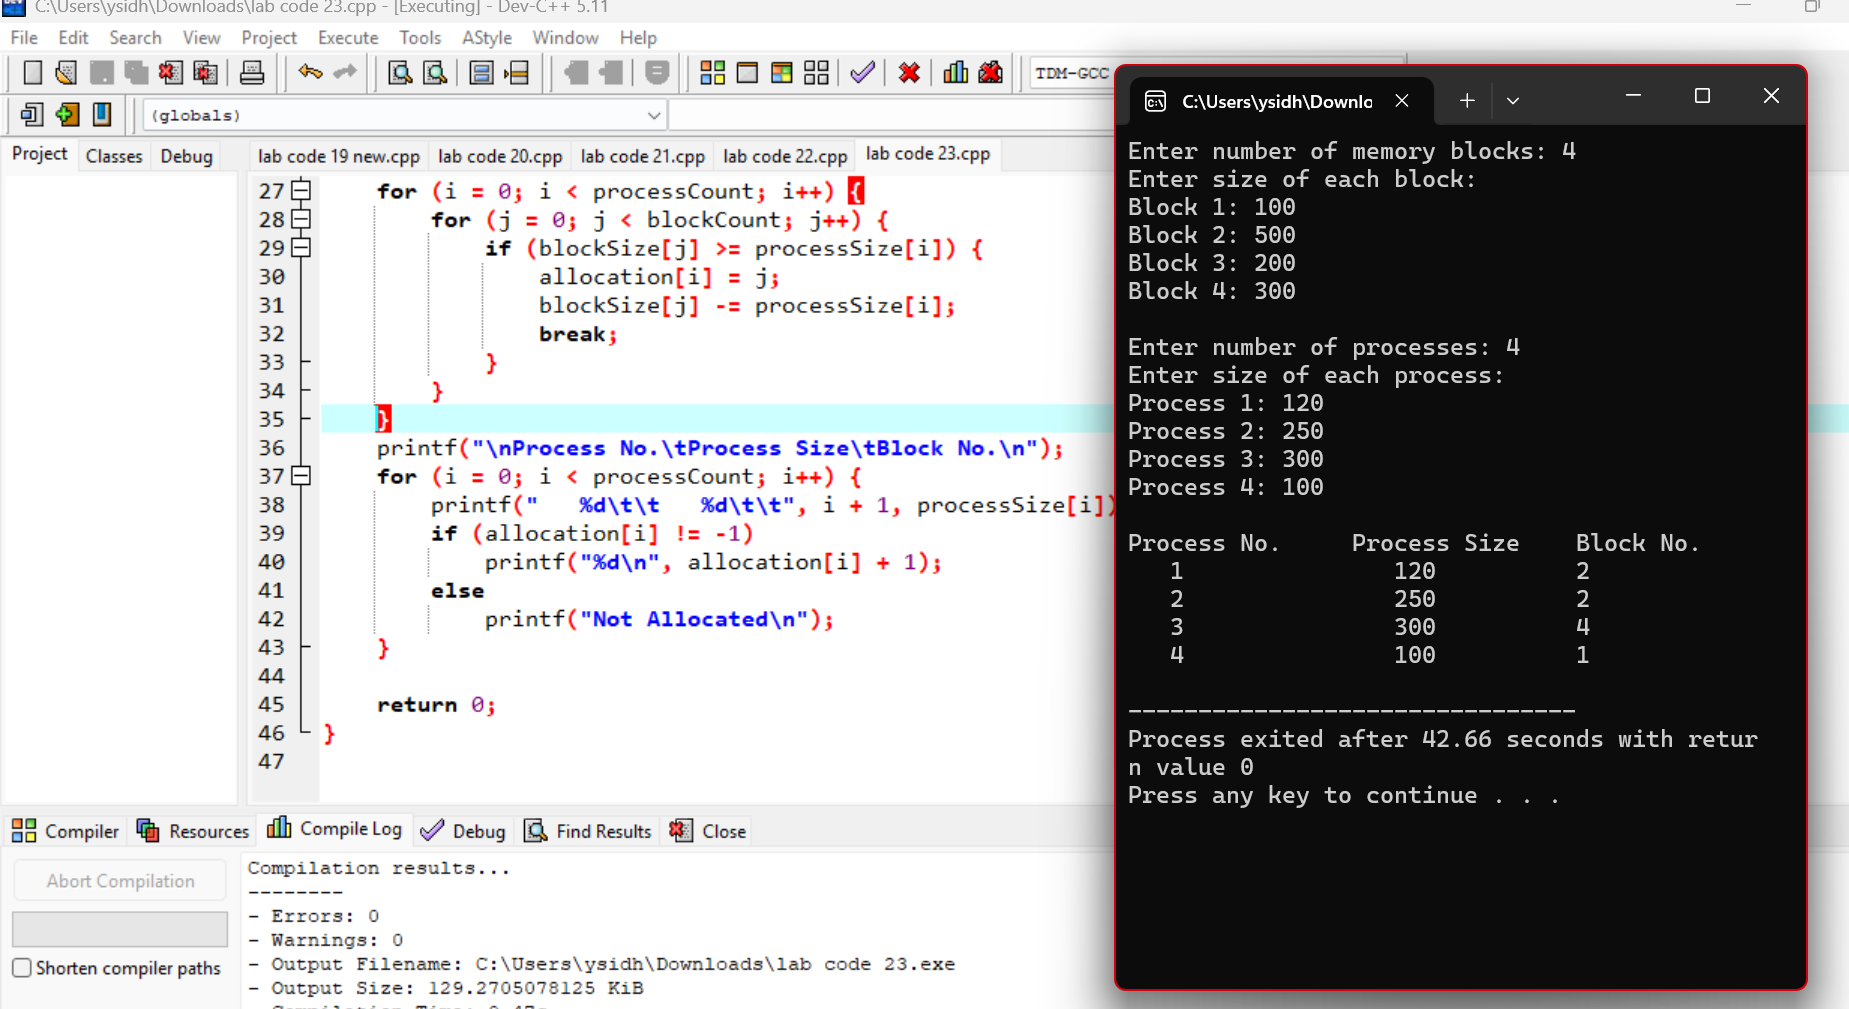 C:\Users\ysidh\Downloads\lab code 23.cpp - [Executing] - Dev-C++ 5.11
File Edit Search View Project Execute Tools AStyle Window Help
TDM-GCC
(globals)
Project Classes Debug
lab code 19 new.cpp lab code 20.cpp lab code 21.cpp lab code 22.cpp lab code 23.cpp
27 for (i = 0; i < processCount; i++) {
28 for (j = 0; j < blockCount; j++) {
29 if (blockSize[j] >= processSize[i]) {
30 allocation[i] = j;
31 blockSize[j] -= processSize[i];
32 break;
33 }
34 }
35 }
36 printf("\nProcess No.\tProcess Size\tBlock No.\n");
37 for (i = 0; i < processCount; i++) {
38 printf("   %d\t\t   %d\t\t", i + 1, processSize[i])
39 if (allocation[i] != -1)
40 printf("%d\n", allocation[i] + 1);
41 else
42 printf("Not Allocated\n");
43 }
44
45 return 0;
46 }
47
Compiler Resources Compile Log Debug Find Results Close
Abort Compilation
Shorten compiler paths
Compilation results...
--------
- Errors: 0
- Warnings: 0
- Output Filename: C:\Users\ysidh\Downloads\lab code 23.exe
- Output Size: 129.2705078125 KiB
C:\Users\ysidh\Downlo
Enter number of memory blocks: 4
Enter size of each block:
Block 1: 100
Block 2: 500
Block 3: 200
Block 4: 300
Enter number of processes: 4
Enter size of each process:
Process 1: 120
Process 2: 250
Process 3: 300
Process 4: 100
Process No. Process Size Block No.
1 120 2
2 250 2
3 300 4
4 100 1
--------------------------------
Process exited after 42.66 seconds with retur
n value 0
Press any key to continue . . .